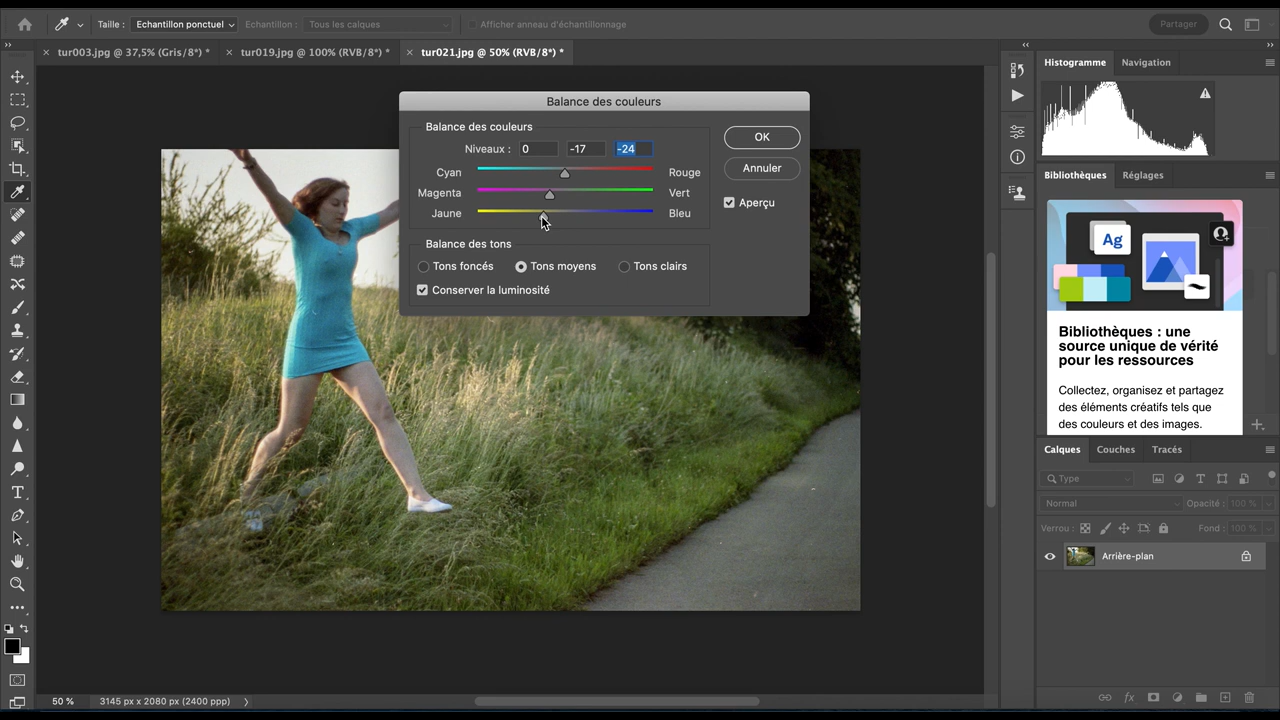 Taille : Echantillon ponctuel Echantillon : Tous les calques Afficher anneau d'échantillonnage Partager
tur003.jpg @ 37,5% (Gris/8*) * tur019.jpg @ 100% (RVB/8*) * tur021.jpg @ 50% (RVB/8*) *
Histogramme Navigation
Balance des couleurs
Balance des couleurs
Niveaux : 0 -17 -24
Cyan Rouge
Magenta Vert
Jaune Bleu
Balance des tons
Tons foncés Tons moyens Tons clairs
Conserver la luminosité
OK
Annuler
Aperçu
Bibliothèques Réglages
Ag
Bibliothèques : une
source unique de vérité
pour les ressources
Collectez, organisez et partagez
des éléments créatifs tels que
des couleurs et des images.
Calques Couches Tracés
Type
Normal Opacité : 100 %
Verrou : Fond : 100 %
Arrière-plan
fx
50 % 3145 px x 2080 px (2400 ppp)